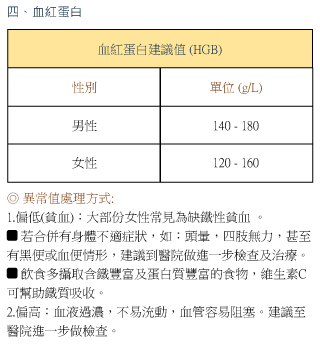 四、血紅蛋白
血紅蛋白建議值 (HGB)
性別 單位 (g/L)
男性 140 - 180
女性 120 - 160
◎ 異常值處理方式:
1.偏低(貧血)：大部份女性常見為缺鐵性貧血 。
■ 若合併有身體不適症狀，如：頭暈，四肢無力，甚至
有黑便或血便情形，建議到醫院做進一步檢查及治療。
■ 飲食多攝取含鐵豐富及蛋白質豐富的食物，維生素C
可幫助鐵質吸收。
2.偏高：血液過濃，不易流動，血管容易阻塞。建議至
醫院進一步做檢查。